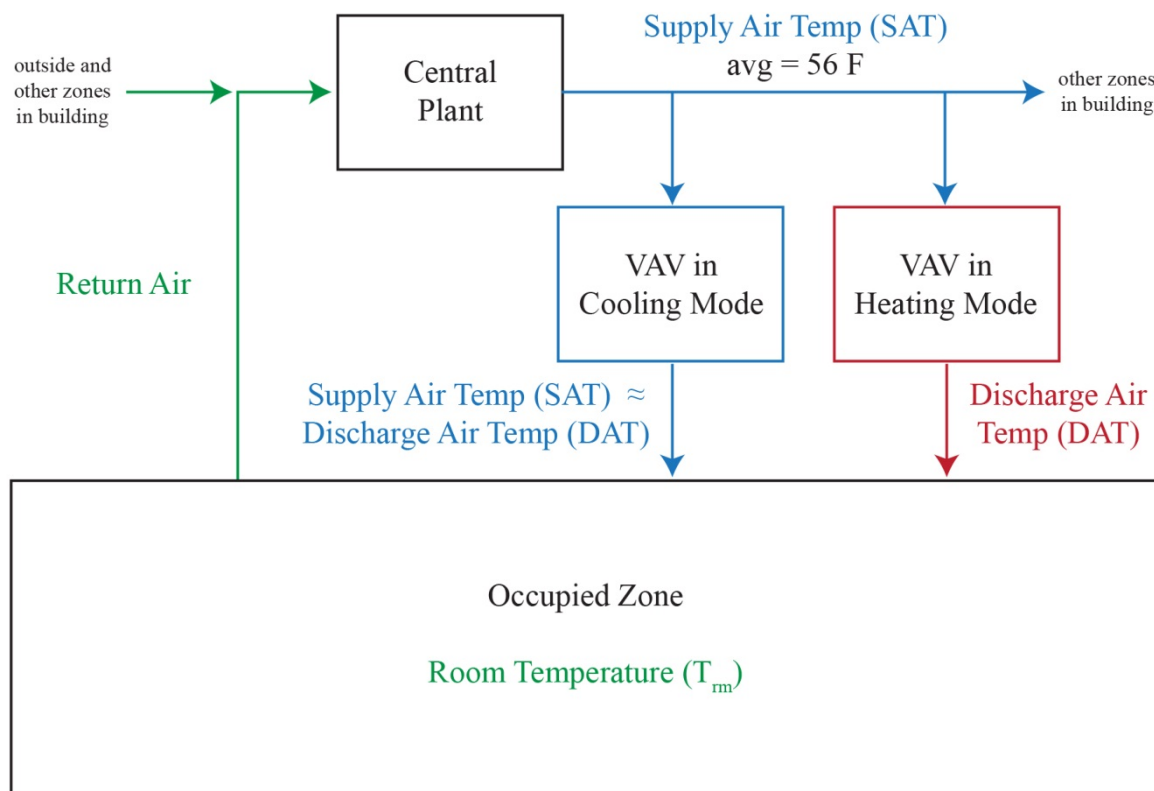 Supply Air Temp (SAT)
avg = 56 F
outside and
other zones
in building
Central
Plant
other zones
in building
Return Air
VAV in
Cooling Mode
VAV in
Heating Mode
Supply Air Temp (SAT) ≈
Discharge Air Temp (DAT)
Discharge Air
Temp (DAT)
Occupied Zone
Room Temperature (Trm)